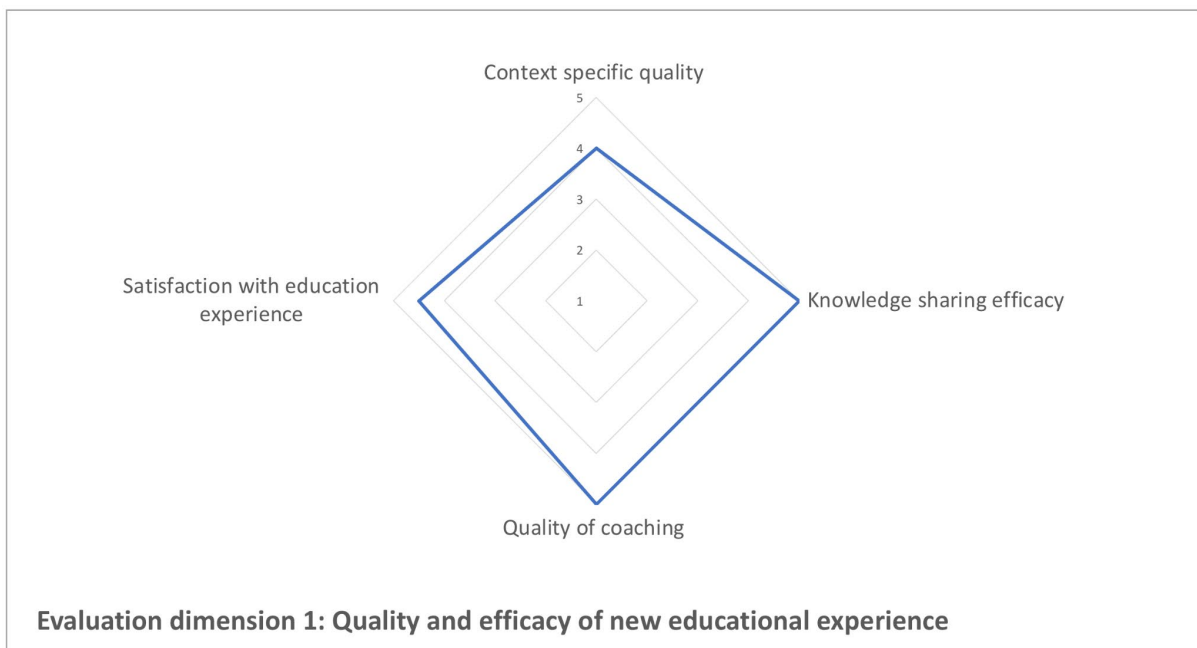 Context specific quality
5
4
3
2
1
Satisfaction with education
experience
Knowledge sharing efficacy
Quality of coaching
Evaluation dimension 1: Quality and efficacy of new educational experience